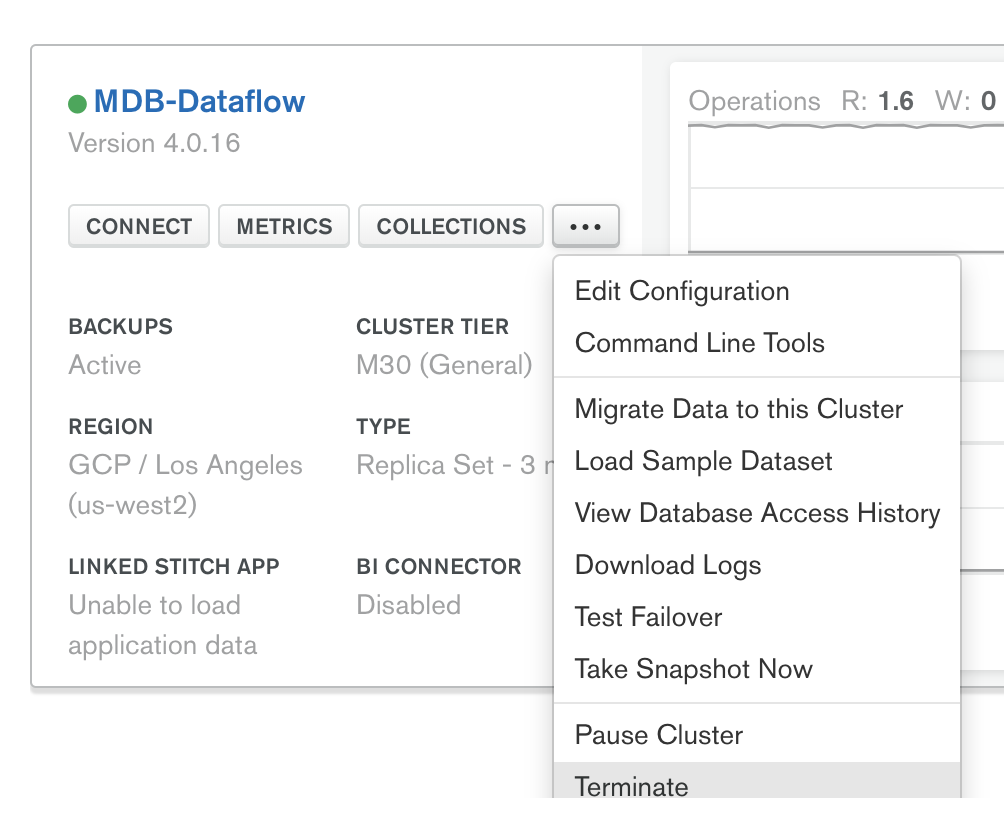 MDB-Dataflow
Version 4.0.16
Operations R: 1.6 W: 0
CONNECT METRICS COLLECTIONS ...
BACKUPS
Active
CLUSTER TIER
M30 (General)
REGION
GCP / Los Angeles
(us-west2)
TYPE
Replica Set - 3
LINKED STITCH APP
Unable to load
application data
BI CONNECTOR
Disabled
Edit Configuration
Command Line Tools
Migrate Data to this Cluster
Load Sample Dataset
View Database Access History
Download Logs
Test Failover
Take Snapshot Now
Pause Cluster
Terminate